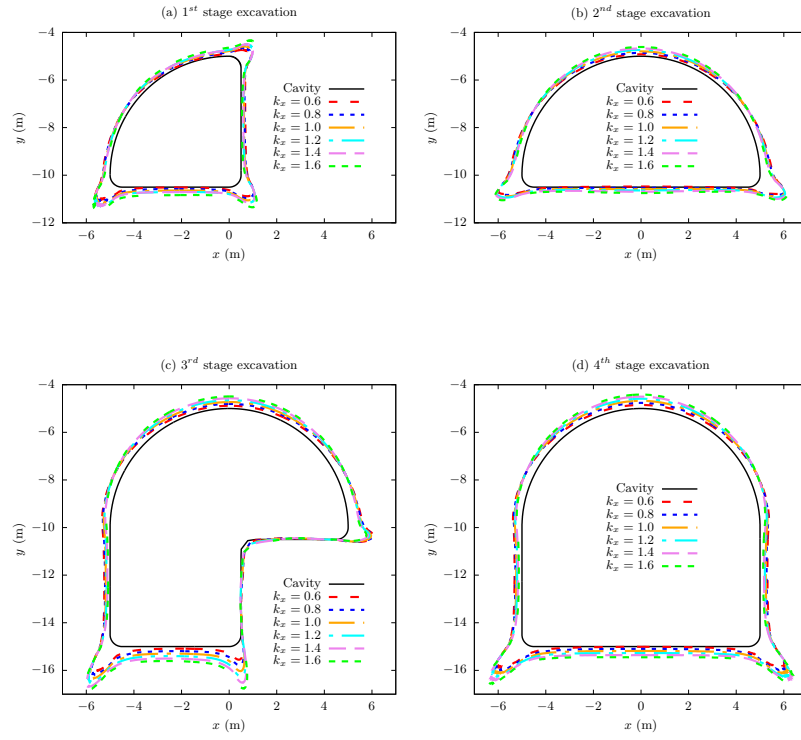 (a) 1st stage excavation
−4
−6
−8
−10
−12
y (m)
−6 −4 −2 0 2 4 6
x (m)
Cavity
kx = 0.6
kx = 0.8
kx = 1.0
kx = 1.2
kx = 1.4
kx = 1.6
(b) 2nd stage excavation
−4
−6
−8
−10
−12
y (m)
−6 −4 −2 0 2 4 6
x (m)
Cavity
kx = 0.6
kx = 0.8
kx = 1.0
kx = 1.2
kx = 1.4
kx = 1.6
(c) 3rd stage excavation
−4
−6
−8
−10
−12
−14
−16
y (m)
−6 −4 −2 0 2 4 6
x (m)
Cavity
kx = 0.6
kx = 0.8
kx = 1.0
kx = 1.2
kx = 1.4
kx = 1.6
(d) 4th stage excavation
−4
−6
−8
−10
−12
−14
−16
y (m)
−6 −4 −2 0 2 4 6
x (m)
Cavity
kx = 0.6
kx = 0.8
kx = 1.0
kx = 1.2
kx = 1.4
kx = 1.6